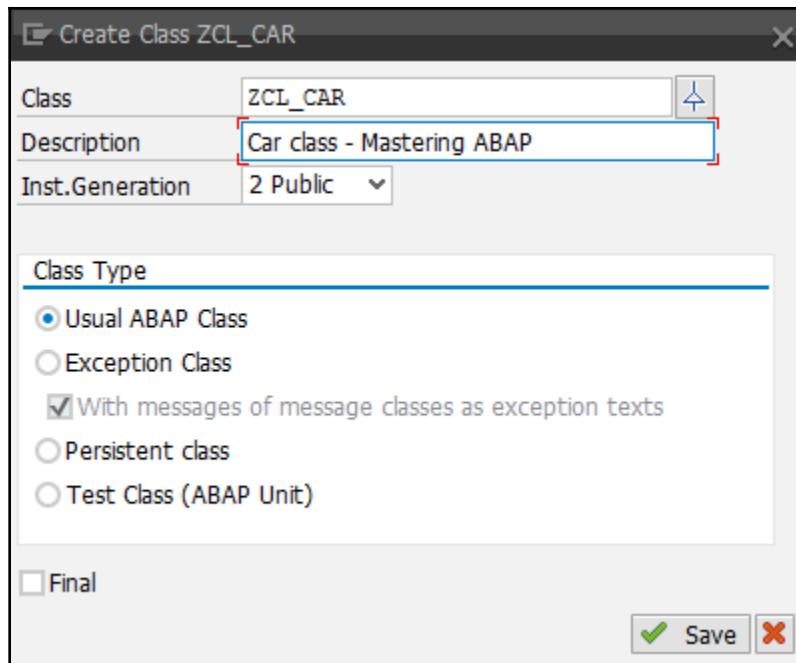 Create Class ZCL_CAR
Class ZCL_CAR
Description Car class - Mastering ABAP
Inst.Generation 2 Public
Class Type
Usual ABAP Class
Exception Class
With messages of message classes as exception texts
Persistent class
Test Class (ABAP Unit)
Final
Save